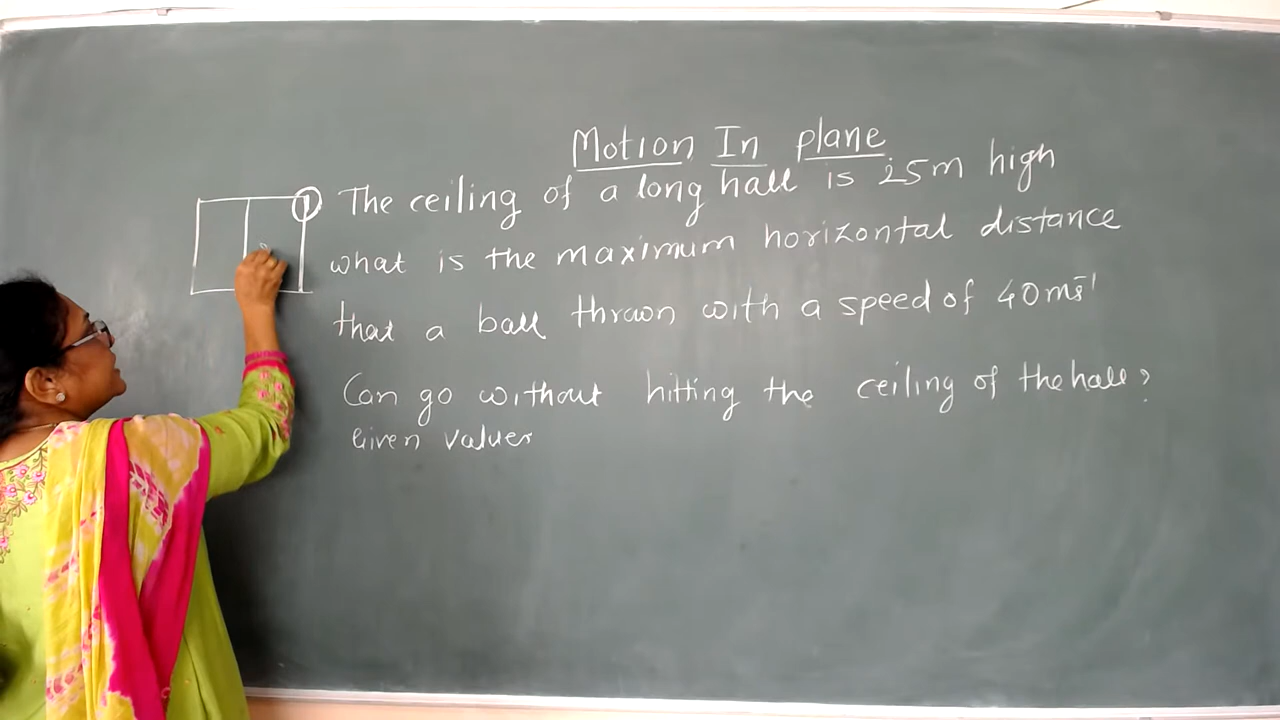 Motion In plane
① The ceiling of a long hall is 25m high
what is the maximum horizontal distance
that a ball thrown with a speed of 40ms⁻¹
Can go without hitting the ceiling of the hall?
Given values